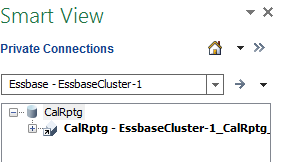 Smart View
Private Connections
Essbase - EssbaseCluster-1
CalRptg
CalRptg - EssbaseCluster-1_CalRptg_